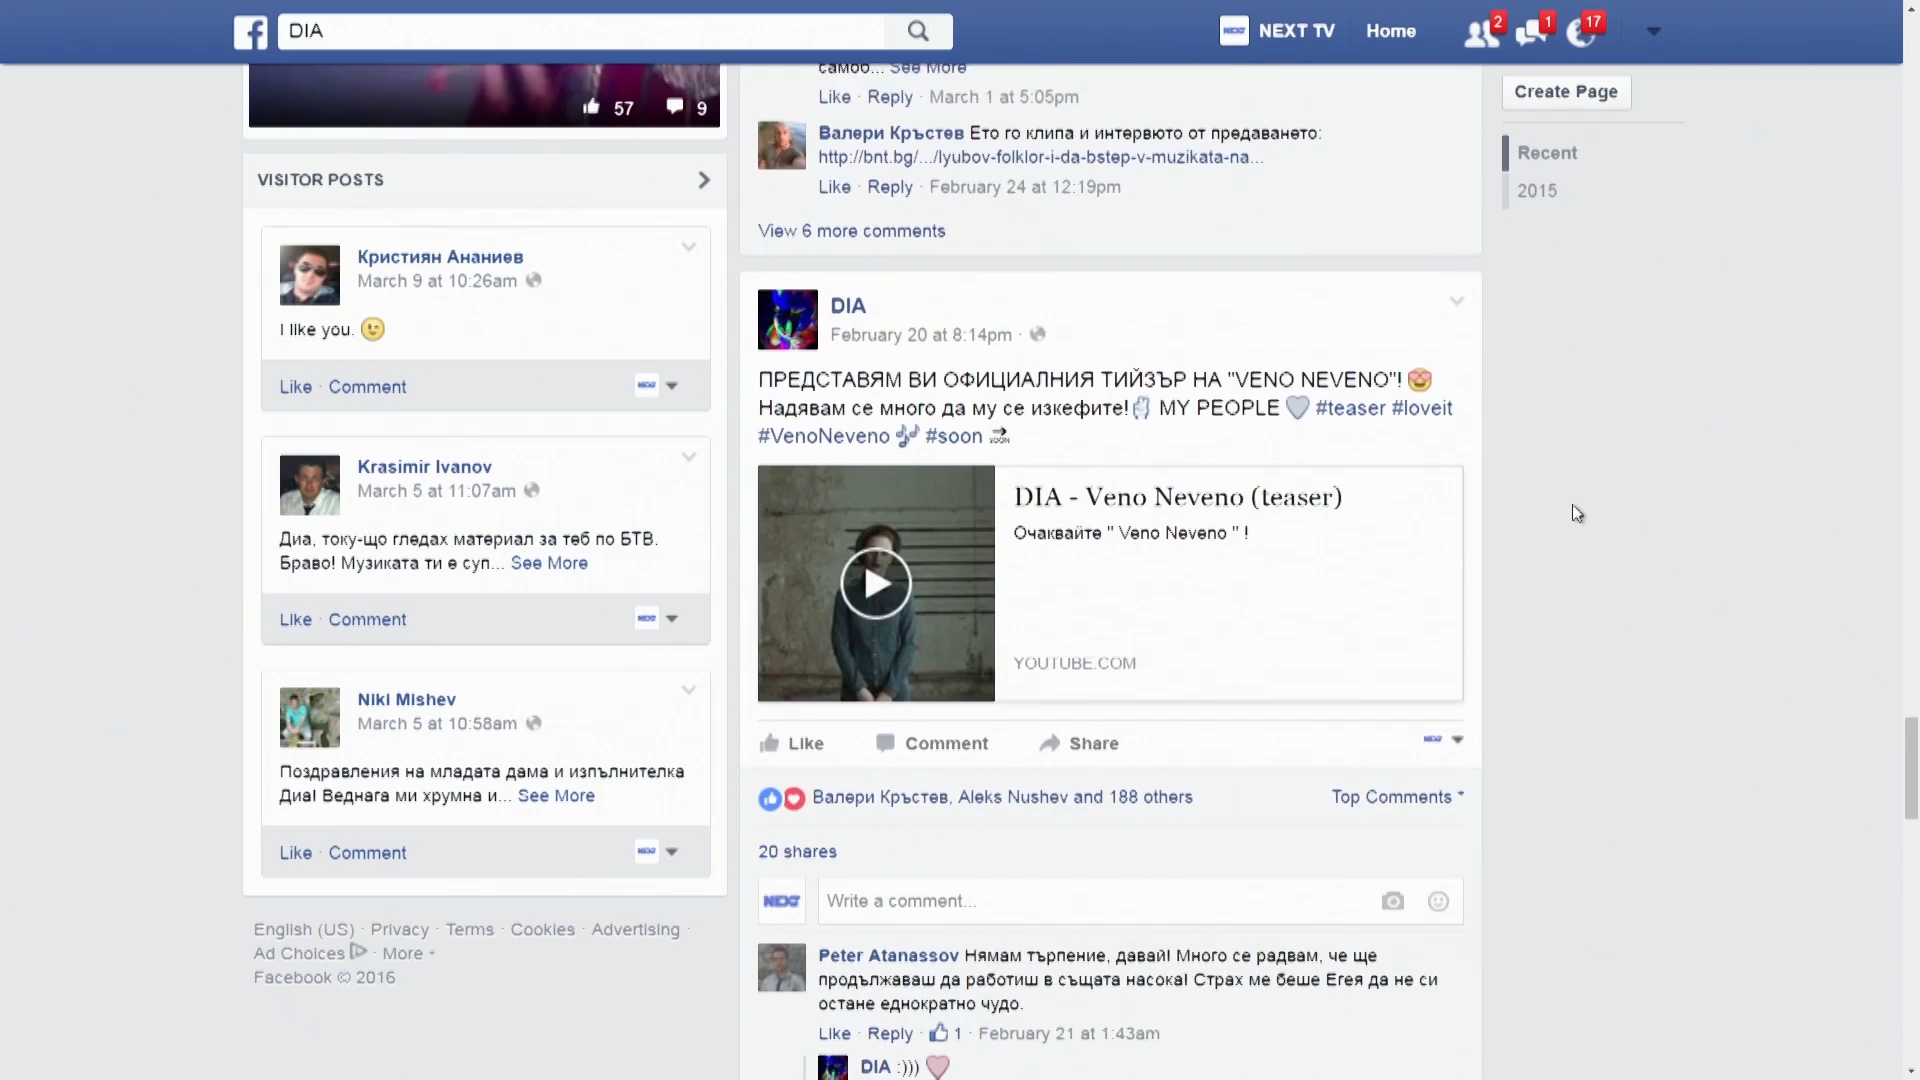 DIA
NEXT TV
Home
2
1
17
57
9
VISITOR POSTS
Кристиян Ананиев
March 9 at 10:26am
I like you.
Like · Comment
NEXT
Krasimir Ivanov
March 5 at 11:07am
Диа, току-що гледах материал за теб по БТВ.
Браво! Музиката ти е суп... See More
Like · Comment
NEXT
Niki Mishev
March 5 at 10:58am
Поздравления на младата дама и изпълнителка
Диа! Веднага ми хрумна и... See More
Like · Comment
NEXT
English (US) · Privacy · Terms · Cookies · Advertising ·
Ad Choices · More
Facebook © 2016
самоб... See More
Like · Reply · March 1 at 5:05pm
Валери Кръстев Ето го клипа и интервюто от предаването:
http://bnt.bg/.../lyubov-folklor-i-da-bstep-v-muzikata-na...
Like · Reply · February 24 at 12:19pm
View 6 more comments
DIA
February 20 at 8:14pm ·
ПРЕДСТАВЯМ ВИ ОФИЦИАЛНИЯ ТИЙЗЪР НА "VENO NEVENO"!
Надявам се много да му се изкефите! MY PEOPLE #teaser #loveit
#VenoNeveno #soon SOON
DIA - Veno Neveno (teaser)
Очаквайте " Veno Neveno " !
YOUTUBE.COM
Like Comment Share
NEXT
Валери Кръстев, Aleks Nushev and 188 others
Top Comments
20 shares
NEXT
Write a comment...
Peter Atanassov Нямам търпение, давай! Много се радвам, че ще
продължаваш да работиш в същата насока! Страх ме беше Егея да не си
остане еднократно чудо.
Like · Reply · 1 · February 21 at 1:43am
DIA :)))
Create Page
Recent
2015